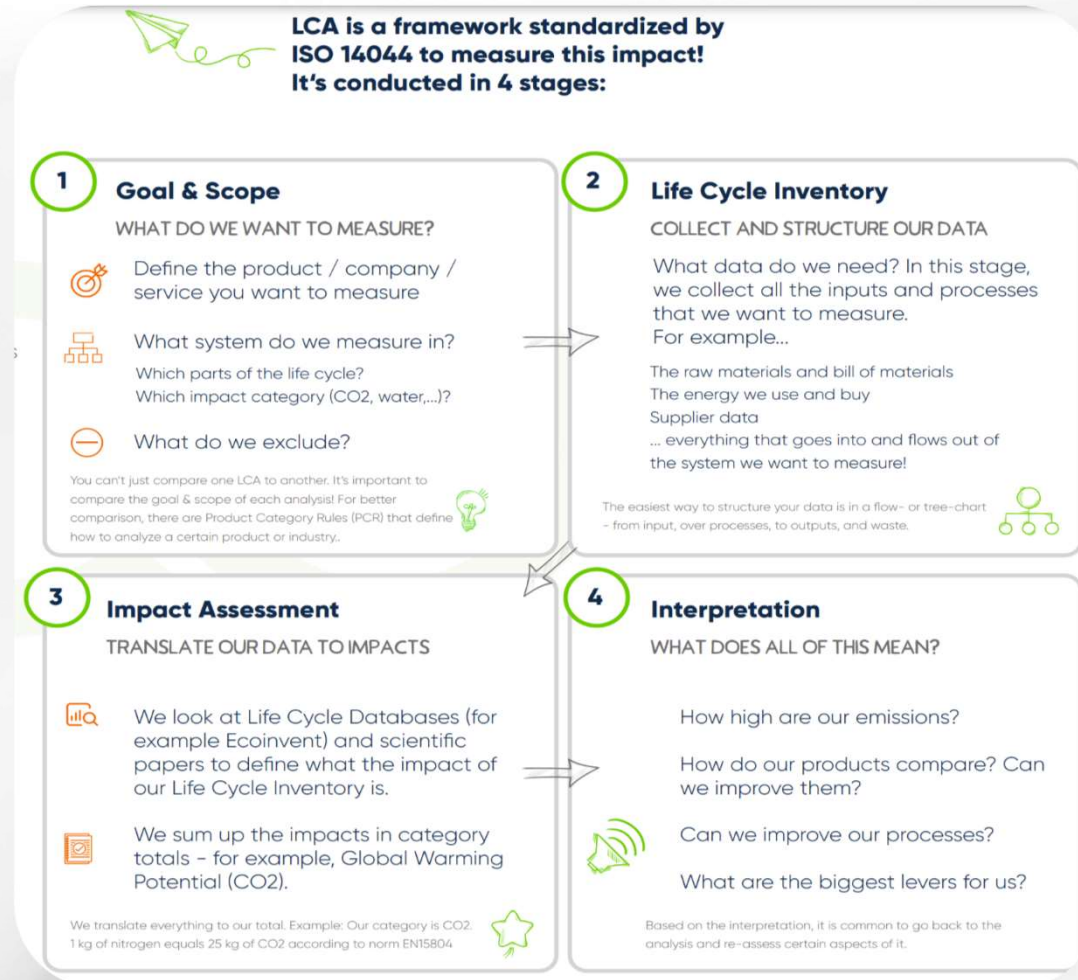 LCA is a framework standardized by
ISO 14044 to measure this impact!
It's conducted in 4 stages:
1
Goal & Scope
WHAT DO WE WANT TO MEASURE?
Define the product / company /
service you want to measure
What system do we measure in?
Which parts of the life cycle?
Which impact category (CO2, water,...)?
What do we exclude?
You can't just compare one LCA to another. It's important to
compare the goal & scope of each analysis! For better
comparison, there are Product Category Rules (PCR) that define
how to analyze a certain product or industry..
2
Life Cycle Inventory
COLLECT AND STRUCTURE OUR DATA
What data do we need? In this stage,
we collect all the inputs and processes
that we want to measure.
For example...
The raw materials and bill of materials
The energy we use and buy
Supplier data
... everything that goes into and flows out of
the system we want to measure!
The easiest way to structure your data is in a flow- or tree-chart
- from input, over processes, to outputs, and waste.
3
Impact Assessment
TRANSLATE OUR DATA TO IMPACTS
We look at Life Cycle Databases (for
example Ecoinvent) and scientific
papers to define what the impact of
our Life Cycle Inventory is.
We sum up the impacts in category
totals - for example, Global Warming
Potential (CO2).
We translate everything to our total. Example: Our category is CO2.
1 kg of nitrogen equals 25 kg of CO2 according to norm EN15804
4
Interpretation
WHAT DOES ALL OF THIS MEAN?
How high are our emissions?
How do our products compare? Can
we improve them?
Can we improve our processes?
What are the biggest levers for us?
Based on the interpretation, it is common to go back to the
analysis and re-assess certain aspects of it.